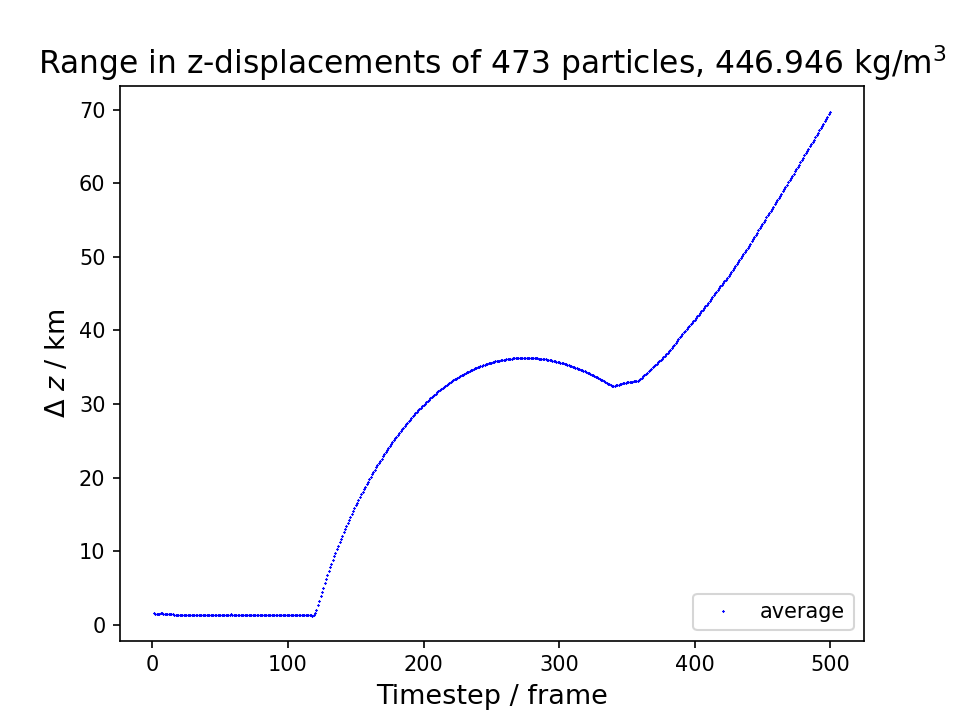 Range in z-displacements of 473 particles, 446.946 kg/m³
70
60
50
40
30
20
10
0
Δ z / km
average
0 100 200 300 400 500
Timestep / frame